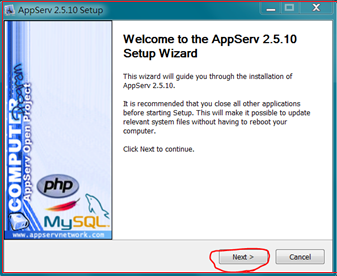 AppServ 2.5.10 Setup
Welcome to the AppServ 2.5.10
Setup Wizard
This wizard will guide you through the installation of
AppServ 2.5.10.
It is recommended that you close all other applications
before starting Setup. This will make it possible to update
relevant system files without having to reboot your
computer.
Click Next to continue.
COMPUTER
Program
AppServ Open Project
php
MySQL
www.appservnetwork.com
Next >
Cancel